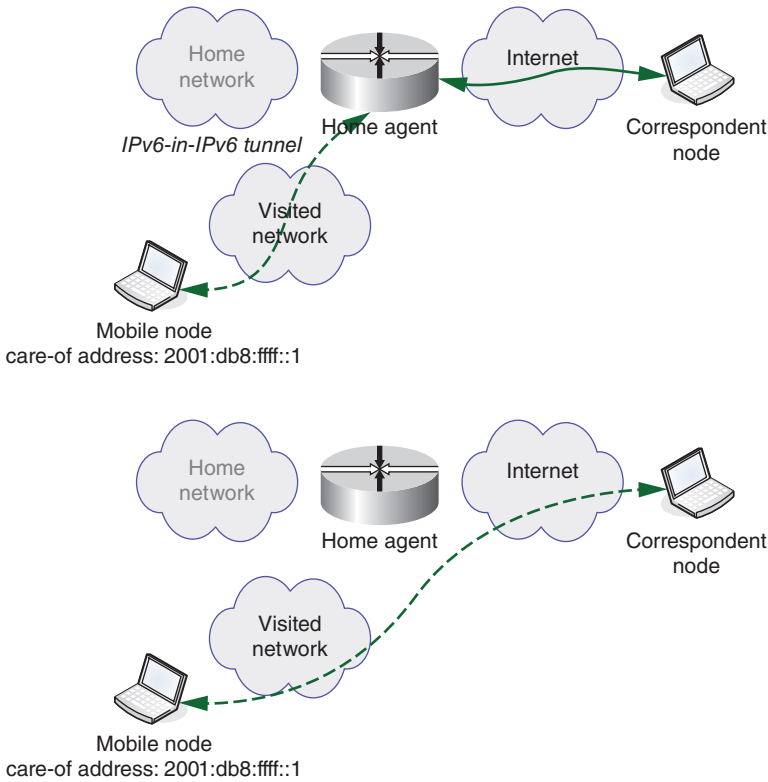 Home
network
Internet
Home agent
Correspondent
node
IPv6-in-IPv6 tunnel
Visited
network
Mobile node
care-of address: 2001:db8:ffff::1
Home
network
Internet
Home agent
Correspondent
node
Visited
network
Mobile node
care-of address: 2001:db8:ffff::1